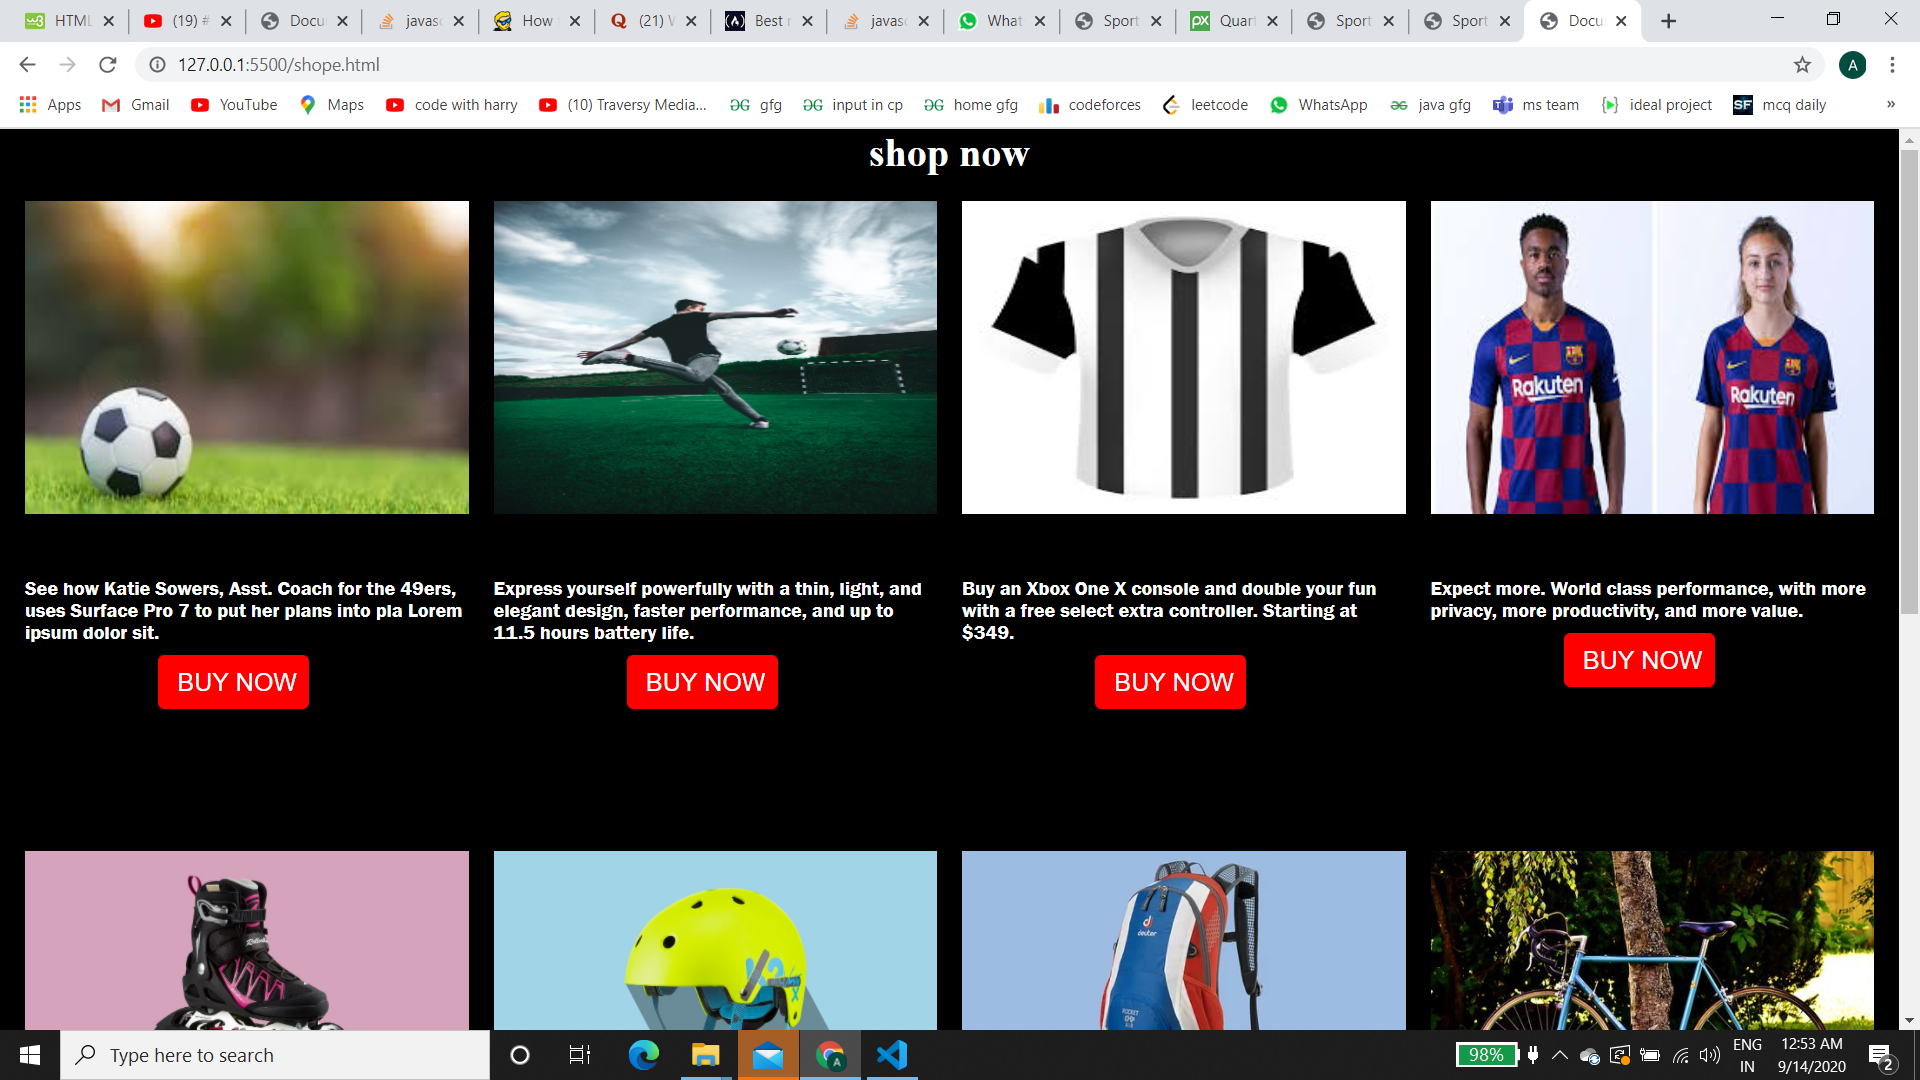 HTML
(19) #
Docu
javasc
How
(21) V
Best r
javasc
What
Sport
px
Quar
Sport
Sport
Docu
127.0.0.1:5500/shope.html
A
Apps
Gmail
YouTube
Maps
code with harry
(10) Traversy Media...
gfg
input in cp
home gfg
codeforces
leetcode
WhatsApp
java gfg
ms team
ideal project
SF
mcq daily
»
shop now
Rakuten
Rakuten
See how Katie Sowers, Asst. Coach for the 49ers,
uses Surface Pro 7 to put her plans into pla Lorem
ipsum dolor sit.
BUY NOW
Express yourself powerfully with a thin, light, and
elegant design, faster performance, and up to
11.5 hours battery life.
BUY NOW
Buy an Xbox One X console and double your fun
with a free select extra controller. Starting at
$349.
BUY NOW
Expect more. World class performance, with more
privacy, more productivity, and more value.
BUY NOW
deuter
Type here to search
98%
ENG
IN
12:53 AM
9/14/2020
2